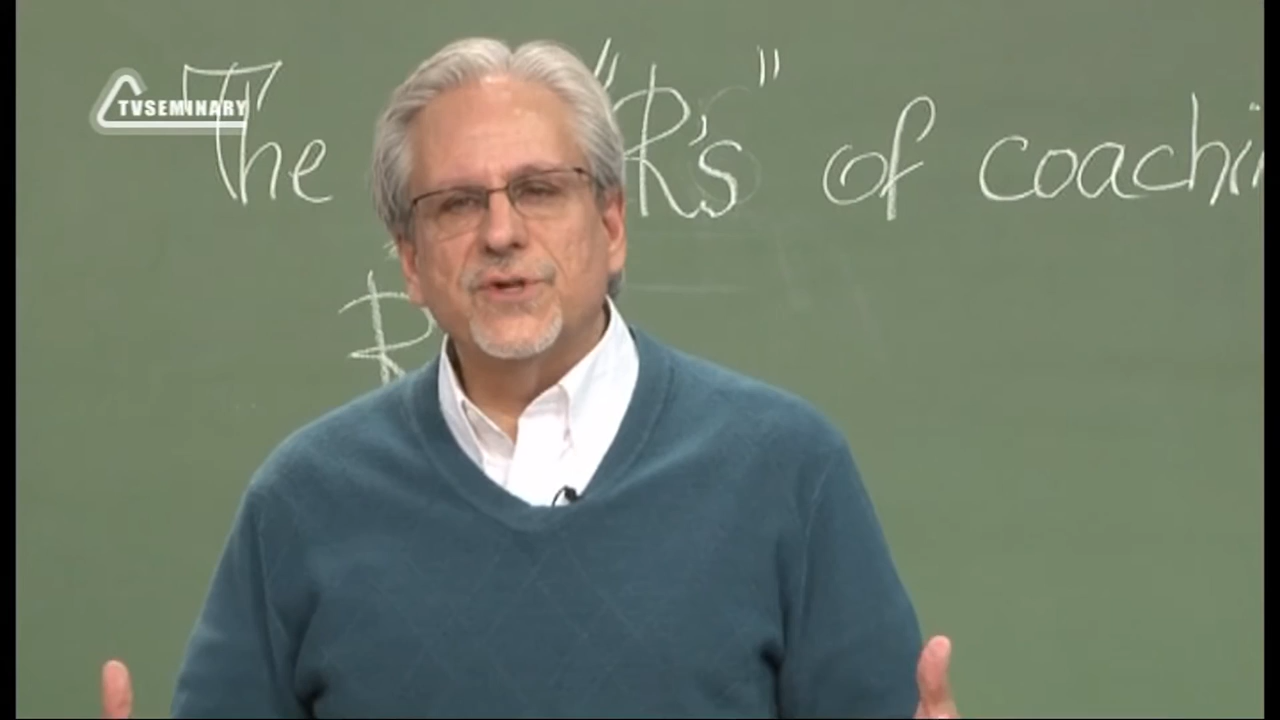 TVSEMINARY
The "R's" of coachi
R